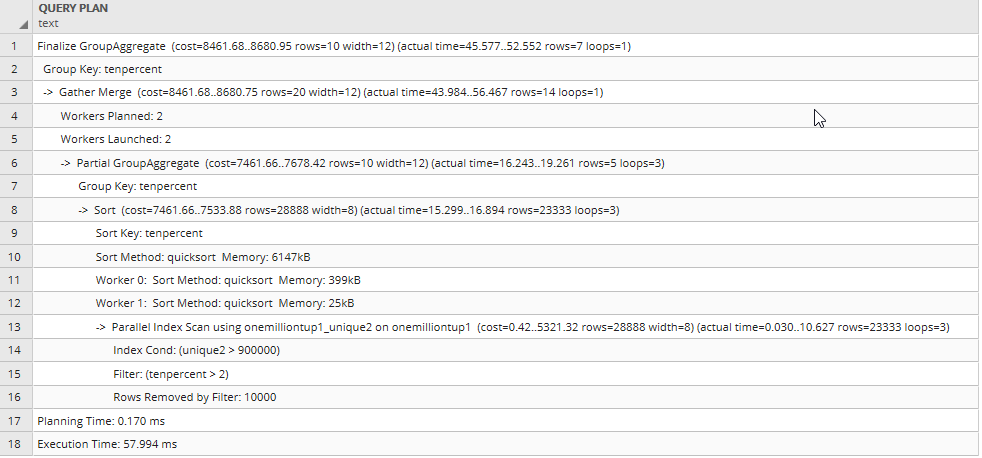 QUERY PLAN
text
1 Finalize GroupAggregate (cost=8461.68..8680.95 rows=10 width=12) (actual time=45.577..52.552 rows=7 loops=1)
2 Group Key: tenpercent
3 -> Gather Merge (cost=8461.68..8680.75 rows=20 width=12) (actual time=43.984..56.467 rows=14 loops=1)
4 Workers Planned: 2
5 Workers Launched: 2
6 -> Partial GroupAggregate (cost=7461.66..7678.42 rows=10 width=12) (actual time=16.243..19.261 rows=5 loops=3)
7 Group Key: tenpercent
8 -> Sort (cost=7461.66..7533.88 rows=28888 width=8) (actual time=15.299..16.894 rows=23333 loops=3)
9 Sort Key: tenpercent
10 Sort Method: quicksort Memory: 6147kB
11 Worker 0: Sort Method: quicksort Memory: 399kB
12 Worker 1: Sort Method: quicksort Memory: 25kB
13 -> Parallel Index Scan using onemilliontup1_unique2 on onemilliontup1 (cost=0.42..5321.32 rows=28888 width=8) (actual time=0.030..10.627 rows=23333 loops=3)
14 Index Cond: (unique2 > 900000)
15 Filter: (tenpercent > 2)
16 Rows Removed by Filter: 10000
17 Planning Time: 0.170 ms
18 Execution Time: 57.994 ms